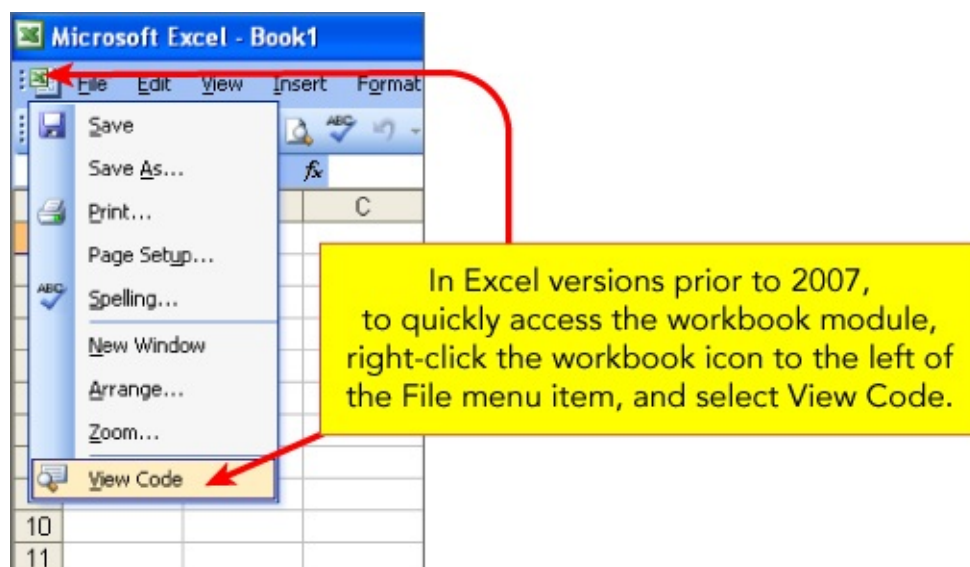 Microsoft Excel - Book1
File Edit View Insert Format
Save
ABC
Save As...
fx
Print...
C
Page Setup...
ABC
Spelling...
New Window
Arrange...
Zoom...
View Code
10
11
In Excel versions prior to 2007,
to quickly access the workbook module,
right-click the workbook icon to the left of
the File menu item, and select View Code.